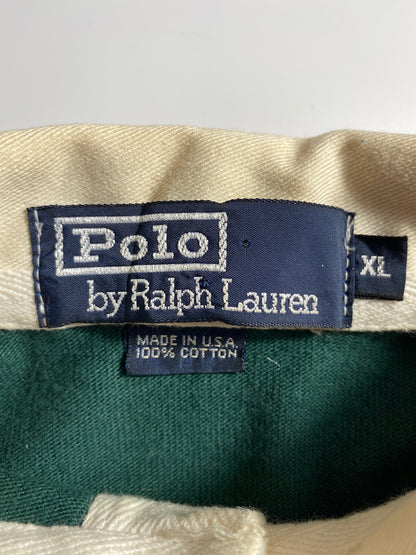 Polo
by Ralph Lauren
XL
MADE IN U.S.A.
100% COTTON